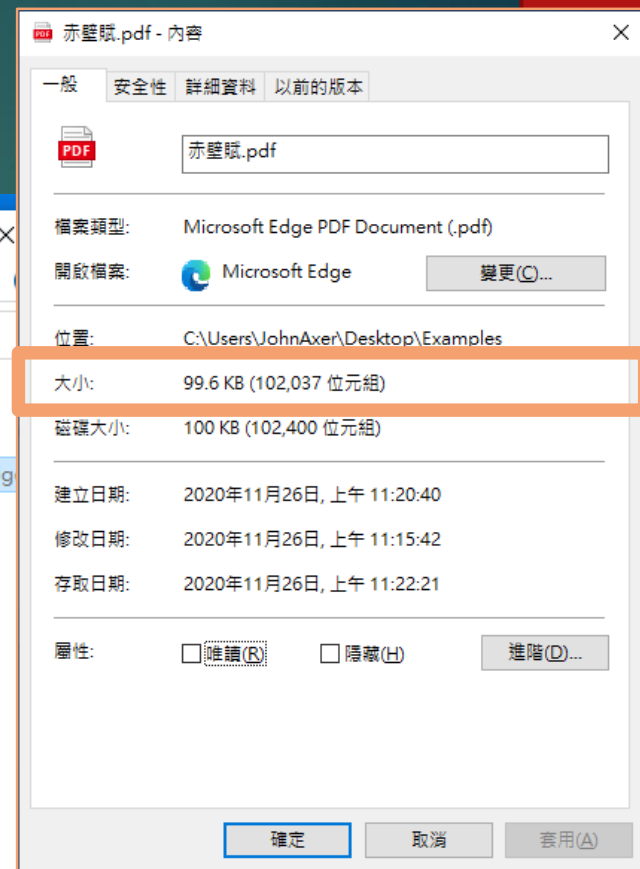 赤壁賦.pdf - 內容
一般 安全性 詳細資料 以前的版本
PDF
赤壁賦.pdf
檔案類型: Microsoft Edge PDF Document (.pdf)
開啟檔案: Microsoft Edge 變更(C)...
位置: C:\Users\JohnAxer\Desktop\Examples
大小: 99.6 KB (102,037 位元組)
磁碟大小: 100 KB (102,400 位元組)
建立日期: 2020年11月26日, 上午 11:20:40
修改日期: 2020年11月26日, 上午 11:15:42
存取日期: 2020年11月26日, 上午 11:22:21
屬性: 唯讀(R) 隱藏(H) 進階(D)...
確定 取消 套用(A)